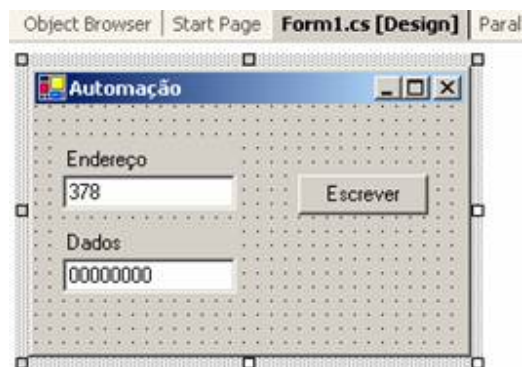 Object Browser Start Page Form1.cs [Design] Paral
Automação
Endereço
378
Escrever
Dados
00000000